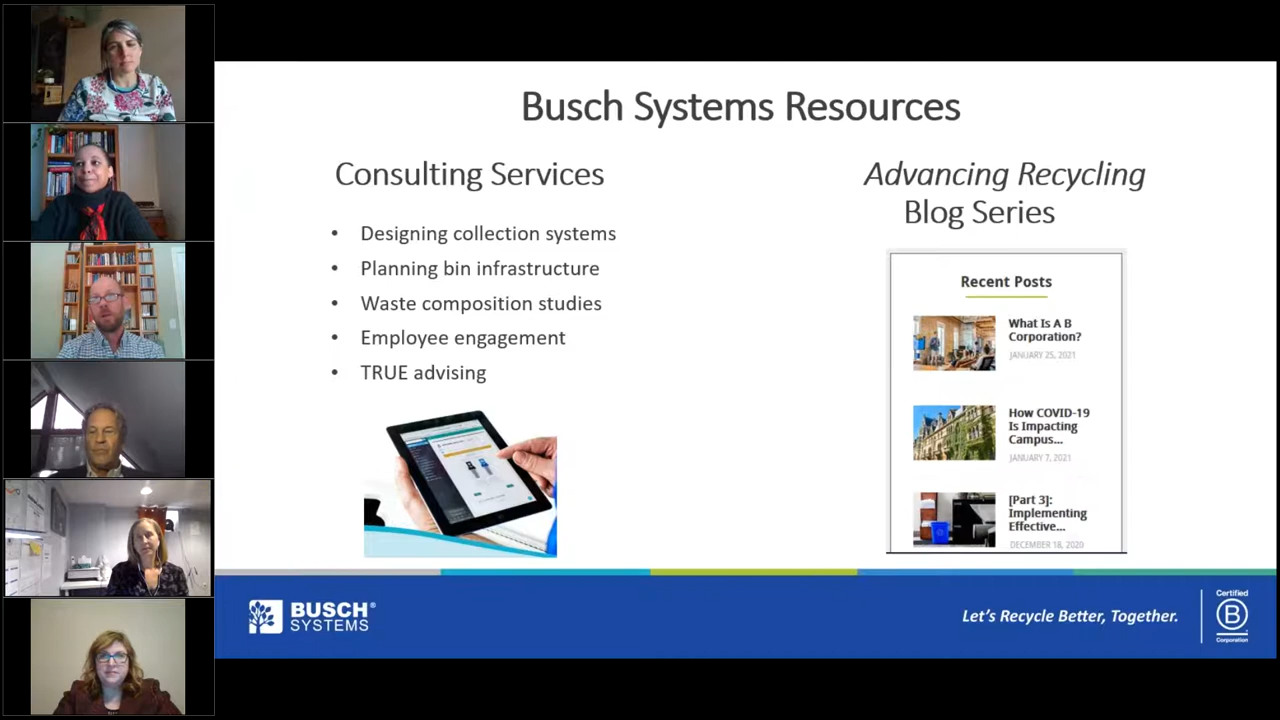 Busch Systems Resources
Consulting Services
• Designing collection systems
• Planning bin infrastructure
• Waste composition studies
• Employee engagement
• TRUE advising
Advancing Recycling
Blog Series
Recent Posts
What Is A B
Corporation?
JANUARY 25, 2021
How COVID-19
Is Impacting
Campus...
JANUARY 7, 2021
[Part 3]:
Implementing
Effective...
DECEMBER 18, 2020
BUSCH®
SYSTEMS
Let's Recycle Better, Together.
Certified
B
Corporation